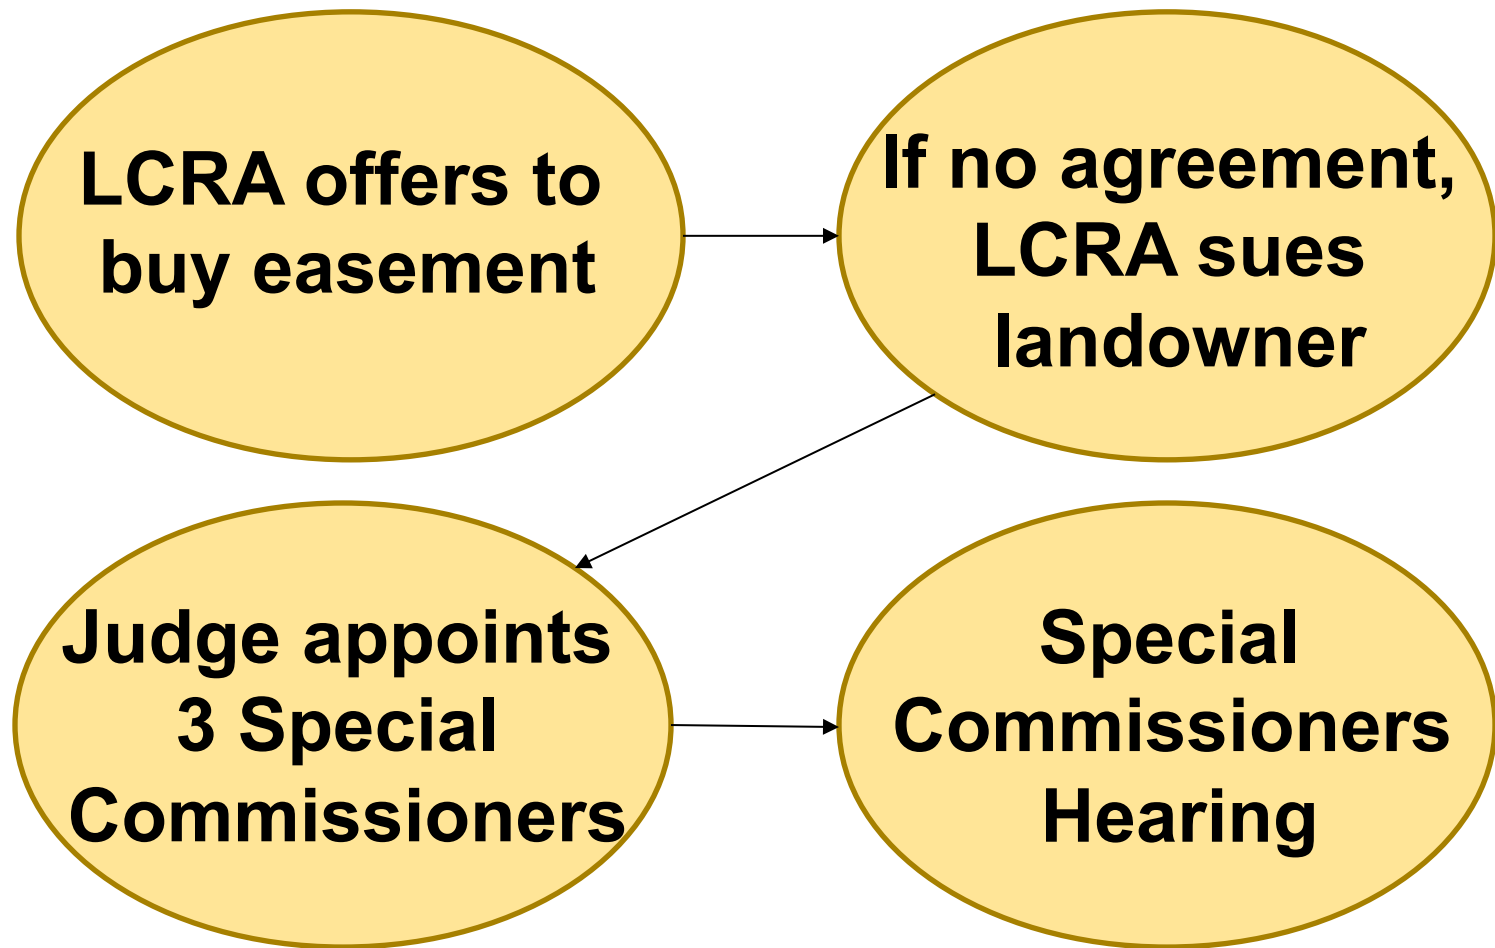 LCRA offers to
buy easement
If no agreement,
LCRA sues
landowner
Judge appoints
3 Special
Commissioners
Special
Commissioners
Hearing